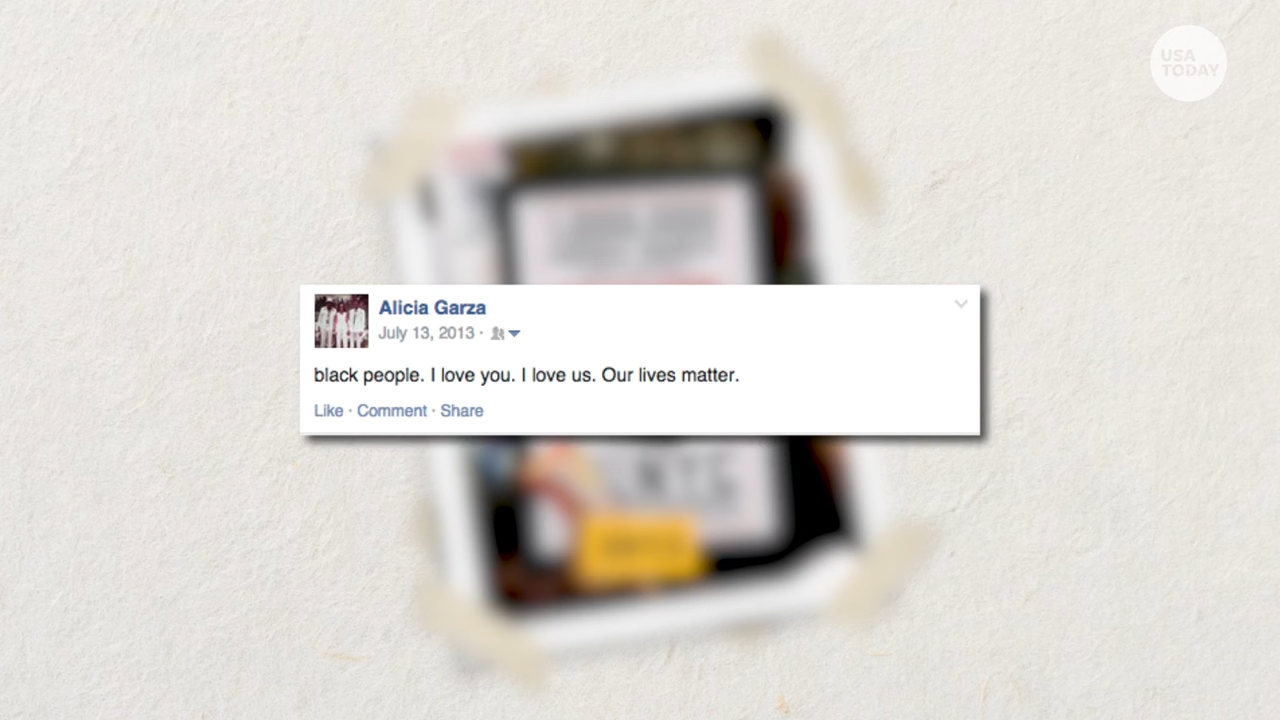 USA
TODAY
Alicia Garza
July 13, 2013 ·
black people. I love you. I love us. Our lives matter.
Like · Comment · Share